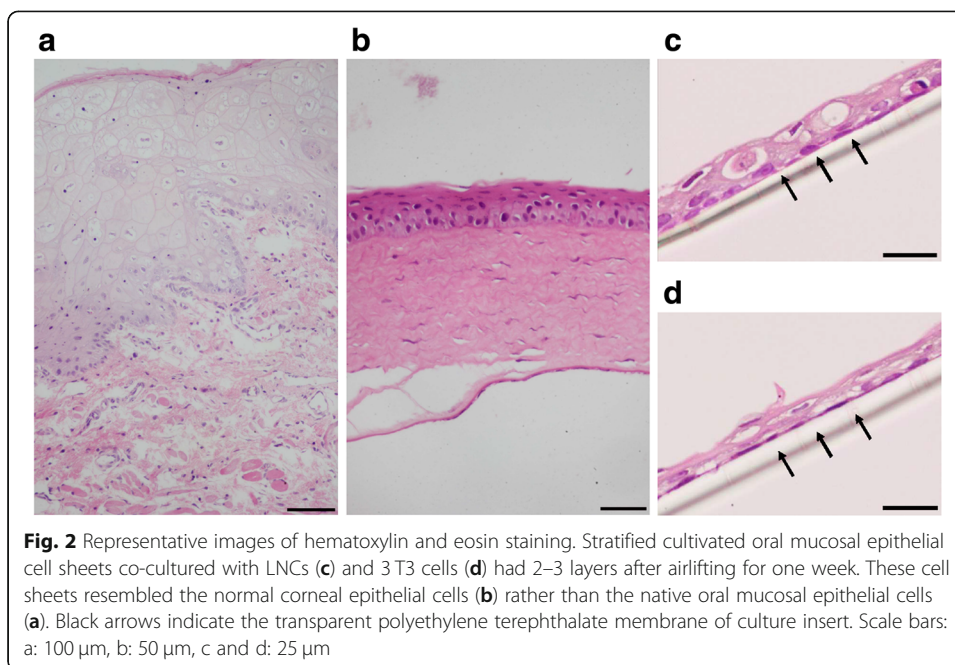 a
b
c
d
Fig. 2 Representative images of hematoxylin and eosin staining. Stratified cultivated oral mucosal epithelial
cell sheets co-cultured with LNCs (c) and 3 T3 cells (d) had 2–3 layers after airlifting for one week. These cell
sheets resembled the normal corneal epithelial cells (b) rather than the native oral mucosal epithelial cells
(a). Black arrows indicate the transparent polyethylene terephthalate membrane of culture insert. Scale bars:
a: 100 μm, b: 50 μm, c and d: 25 μm